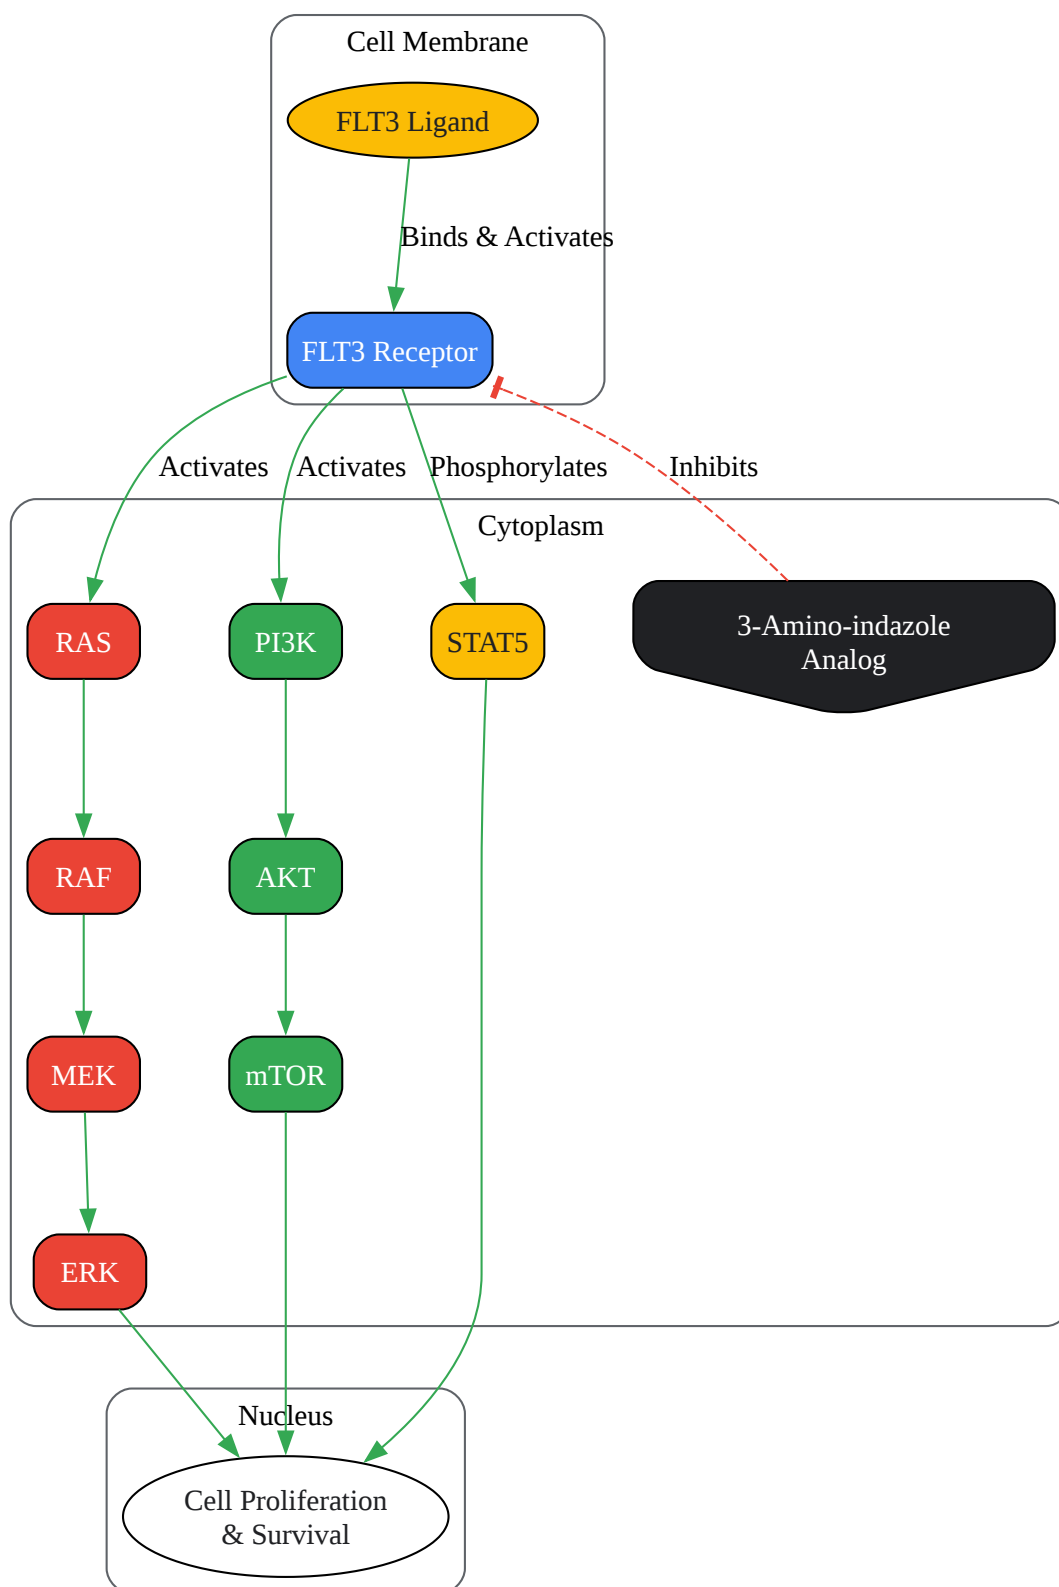 Cell Membrane
FLT3 Ligand
Binds & Activates
FLT3 Receptor
Activates
Activates
Phosphorylates
Inhibits
Cytoplasm
RAS
PI3K
STAT5
3-Amino-indazole
Analog
RAF
AKT
MEK
mTOR
ERK
Nucleus
Cell Proliferation
& Survival